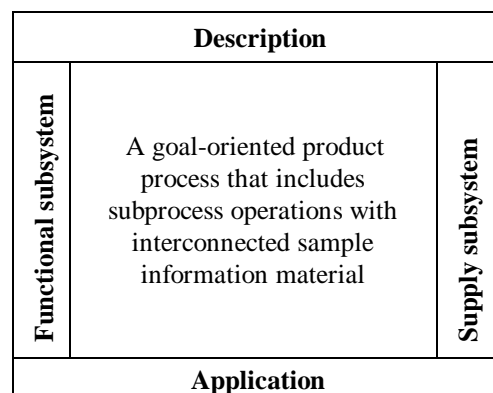 Description
Functional subsystem
A goal-oriented product
process that includes
subprocess operations with
interconnected sample
information material
Supply subsystem
Application